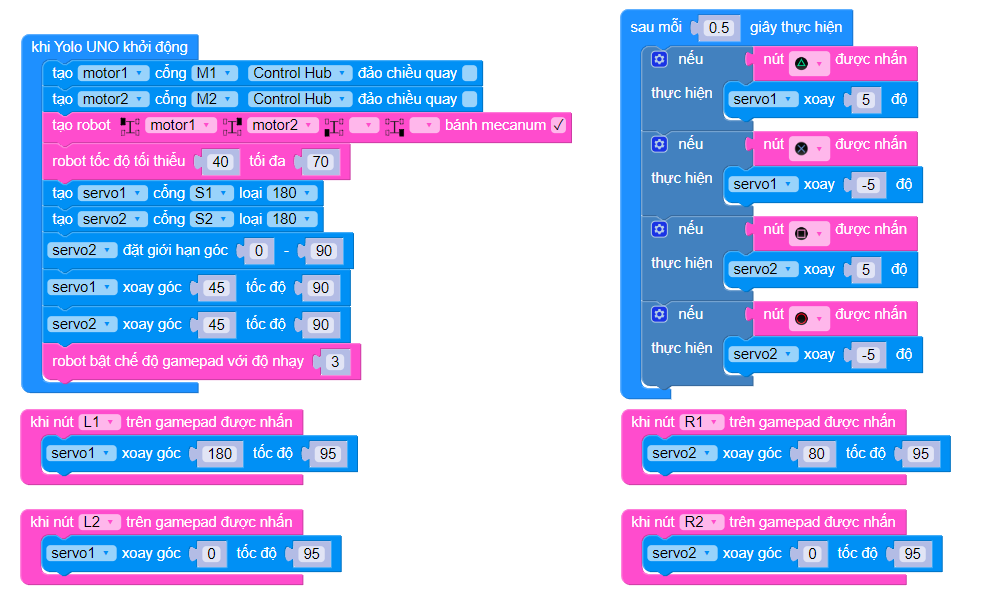 khi Yolo UNO khởi động
tạo motor1 cổng M1 Control Hub đảo chiều quay
tạo motor2 cổng M2 Control Hub đảo chiều quay
tạo robot motor1 motor2 bánh mecanum
robot tốc độ tối thiểu 40 tối đa 70
tạo servo1 cổng S1 loại 180
tạo servo2 cổng S2 loại 180
servo2 đặt giới hạn góc 0 - 90
servo1 xoay góc 45 tốc độ 90
servo2 xoay góc 45 tốc độ 90
robot bật chế độ gamepad với độ nhạy 3
khi nút L1 trên gamepad được nhấn
servo1 xoay góc 180 tốc độ 95
khi nút L2 trên gamepad được nhấn
servo1 xoay góc 0 tốc độ 95
sau mỗi 0.5 giây thực hiện
nếu nút được nhấn
thực hiện servo1 xoay 5 độ
nếu nút được nhấn
thực hiện servo1 xoay -5 độ
nếu nút được nhấn
thực hiện servo2 xoay 5 độ
nếu nút được nhấn
thực hiện servo2 xoay -5 độ
khi nút R1 trên gamepad được nhấn
servo2 xoay góc 80 tốc độ 95
khi nút R2 trên gamepad được nhấn
servo2 xoay góc 0 tốc độ 95